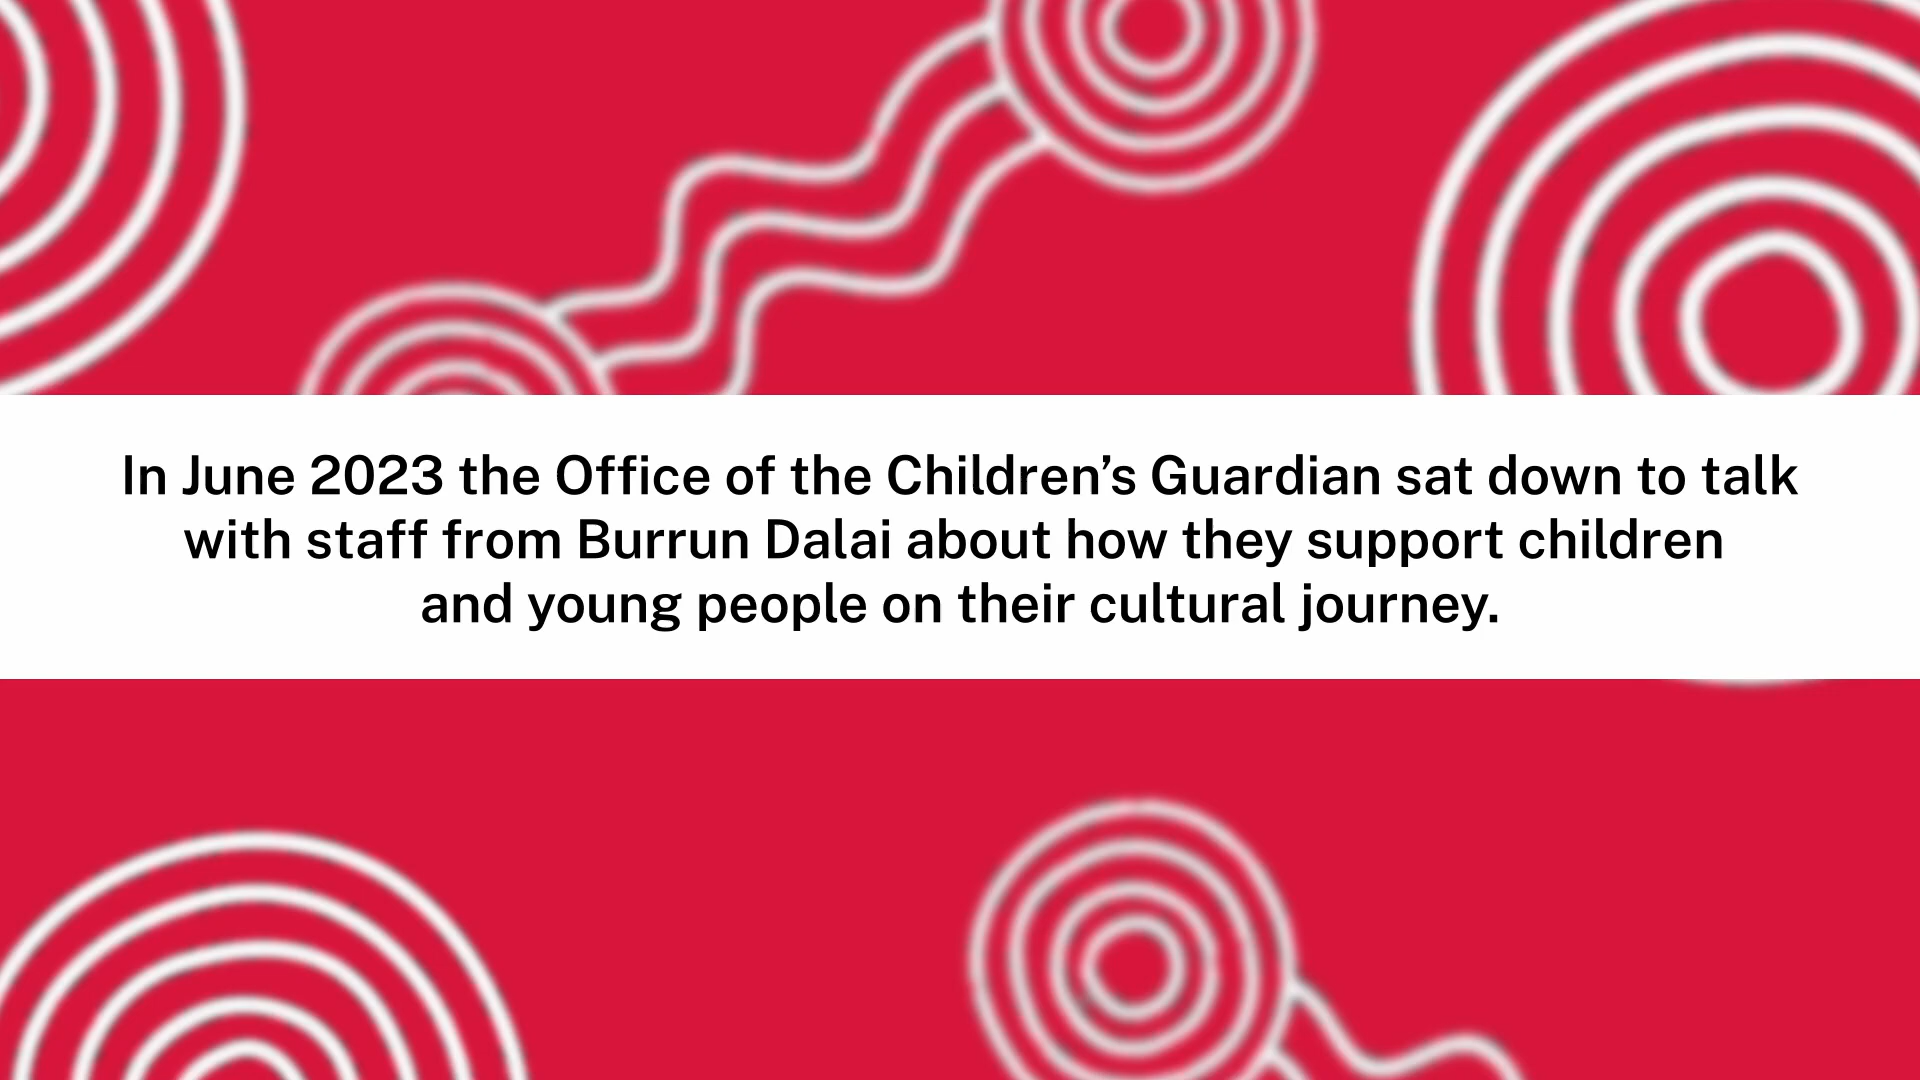 In June 2023 the Office of the Children’s Guardian sat down to talk
with staff from Burrun Dalai about how they support children
and young people on their cultural journey.